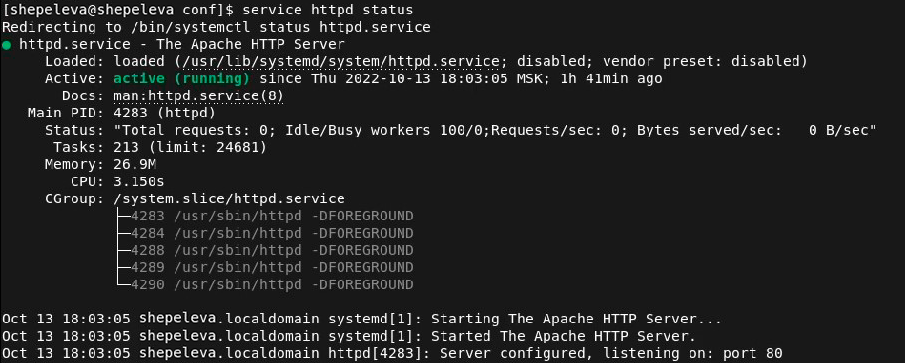 [shepeleva@shepeleva conf]$ service httpd status
Redirecting to /bin/systemctl status httpd.service
● httpd.service - The Apache HTTP Server
     Loaded: loaded (/usr/lib/systemd/system/httpd.service; disabled; vendor preset: disabled)
     Active: active (running) since Thu 2022-10-13 18:03:05 MSK; 1h 41min ago
       Docs: man:httpd.service(8)
   Main PID: 4283 (httpd)
     Status: "Total requests: 0; Idle/Busy workers 100/0;Requests/sec: 0; Bytes served/sec:   0 B/sec"
      Tasks: 213 (limit: 24681)
     Memory: 26.9M
        CPU: 3.150s
     CGroup: /system.slice/httpd.service
             ├─4283 /usr/sbin/httpd -DFOREGROUND
             ├─4284 /usr/sbin/httpd -DFOREGROUND
             ├─4288 /usr/sbin/httpd -DFOREGROUND
             ├─4289 /usr/sbin/httpd -DFOREGROUND
             └─4290 /usr/sbin/httpd -DFOREGROUND

Oct 13 18:03:05 shepeleva.localdomain systemd[1]: Starting The Apache HTTP Server...
Oct 13 18:03:05 shepeleva.localdomain systemd[1]: Started The Apache HTTP Server.
Oct 13 18:03:05 shepeleva.localdomain httpd[4283]: Server configured, listening on: port 80